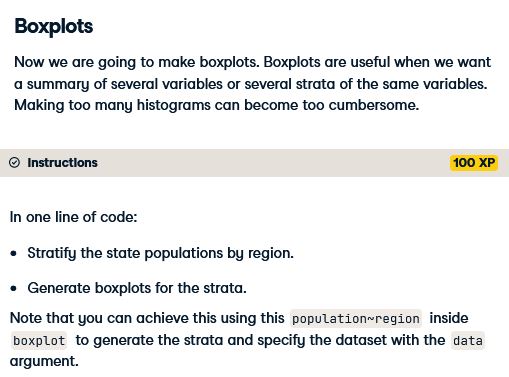 Boxplots
Now we are going to make boxplots. Boxplots are useful when we want
a summary of several variables or several strata of the same variables.
Making too many histograms can become too cumbersome.
Instructions
100 XP
In one line of code:
• Stratify the state populations by region.
• Generate boxplots for the strata.
Note that you can achieve this using this population~region inside
boxplot to generate the strata and specify the dataset with the data
argument.